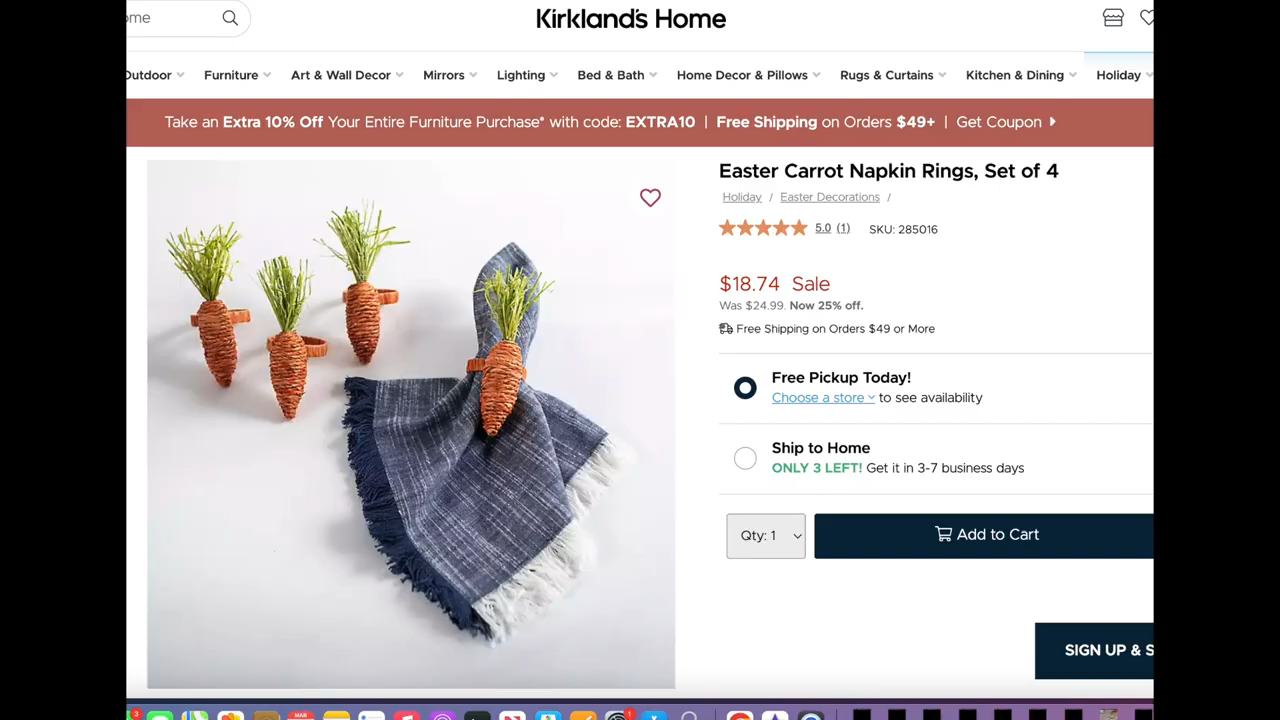 ome
Kirkland's Home
Outdoor Furniture Art & Wall Decor Mirrors Lighting Bed & Bath Home Decor & Pillows Rugs & Curtains Kitchen & Dining Holiday
Take an Extra 10% Off Your Entire Furniture Purchase* with code: EXTRA10 | Free Shipping on Orders $49+ | Get Coupon
Easter Carrot Napkin Rings, Set of 4
Holiday / Easter Decorations /
5.0 (1) SKU: 285016
$18.74 Sale
Was $24.99. Now 25% off.
Free Shipping on Orders $49 or More
Free Pickup Today!
Choose a store to see availability
Ship to Home
ONLY 3 LEFT! Get it in 3-7 business days
Qty: 1
Add to Cart
SIGN UP & S
3
MAR
1